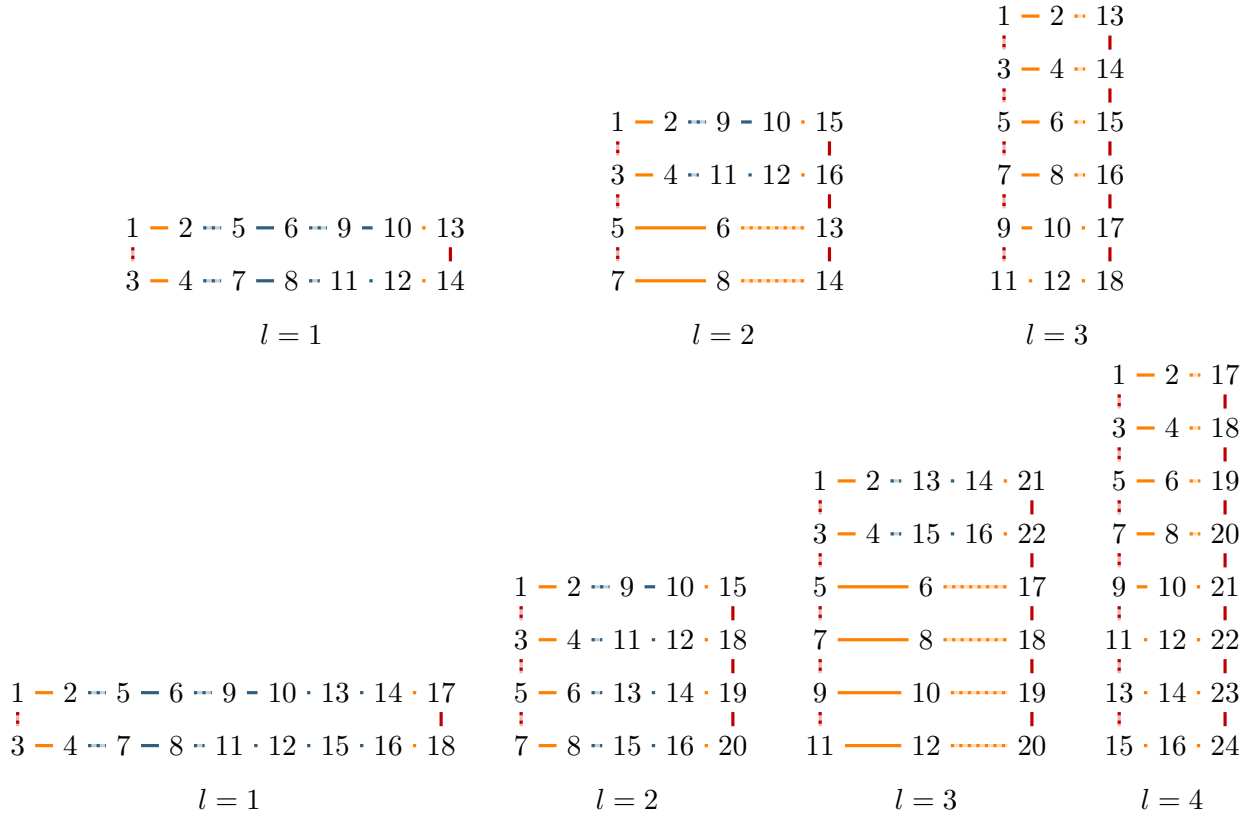 1 2 13
3 4 14
1 2 9 10 15
5 6 15
3 4 11 12 16
7 8 16
1 2 5 6 9 10 13
5 6 13
9 10 17
3 4 7 8 11 12 14
7 8 14
11 12 18
l = 1
l = 2
l = 3
1 2 17
3 4 18
1 2 13 14 21
5 6 19
3 4 15 16 22
7 8 20
1 2 9 10 15
5 6 17
9 10 21
3 4 11 12 18
7 8 18
11 12 22
1 2 5 6 9 10 13 14 17
5 6 13 14 19
9 10 19
13 14 23
3 4 7 8 11 12 15 16 18
7 8 15 16 20
11 12 20
15 16 24
l = 1
l = 2
l = 3
l = 4